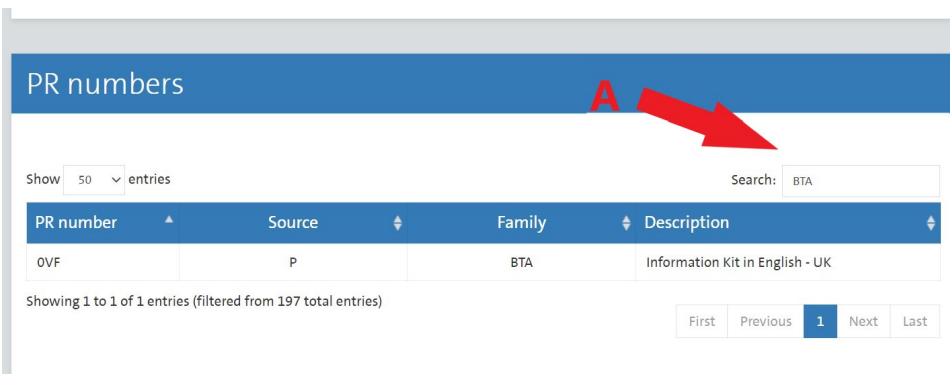 PR numbers
A
Show 50 entries
Search: BTA
PR number Source Family Description
0VF P BTA Information Kit in English - UK
Showing 1 to 1 of 1 entries (filtered from 197 total entries)
First Previous 1 Next Last